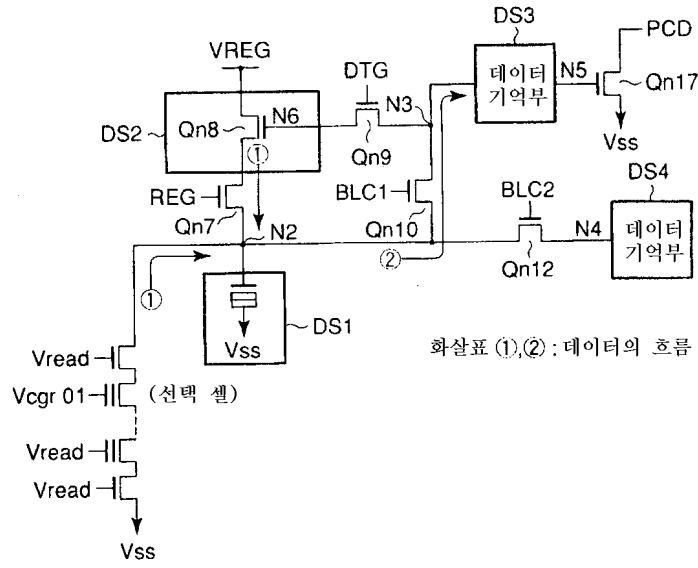 DS3
PCD
VREG
DTG
데이터
기억부
N5
Qn17
N6
N3
DS2
Qn8
①
Qn9
Vss
DS4
REG
BLC1
BLC2
Qn7
N2
Qn10
②
N4
데이터
기억부
Qn12
①
DS1
Vss
화살표 ①,② : 데이터의 흐름
Vread
Vcgr 01
(선택 셀)
Vread
Vread
Vss